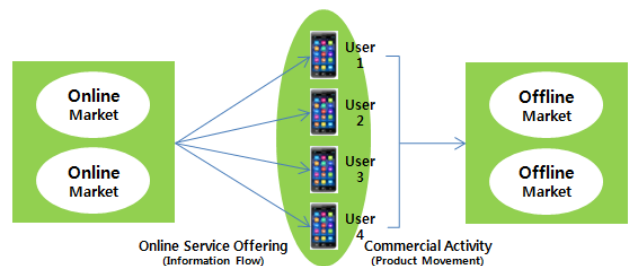 Online
Market
Online
Market
User
1
User
2
User
3
User
4
Offline
Market
Offline
Market
Online Service Offering
(Information Flow)
Commercial Activity
(Product Movement)